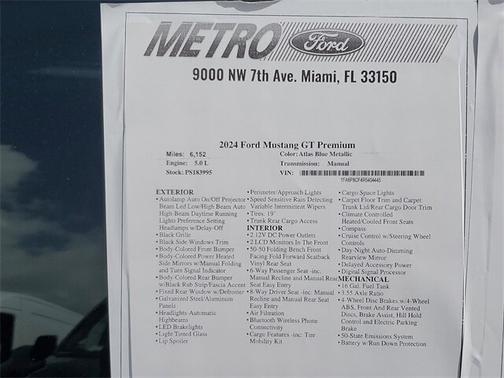 METRO Ford
9000 NW 7th Ave. Miami, FL 33150
2024 Ford Mustang GT Premium
Miles: 6,152
Color: Atlas Blue Metallic
Engine: 5.0 L
Transmission: Manual
Stock: PS183995
VIN:
EXTERIOR
• Autolamp Auto On/Off Projector
Beam Led Low/High Beam Auto
High-Beam Daytime Running
Lights Preference Setting
Headlamps w/Delay-Off
• Black Grille
• Black Side Windows Trim
• Body-Colored Front Bumper
• Body-Colored Power Heated
Side Mirrors w/Manual Folding
and Turn Signal Indicator
• Body-Colored Rear Bumper
w/Black Rub Strip/Fascia Accent
• Fixed Rear Window w/Defroster
• Galvanized Steel/Aluminum
Panels
• Headlights-Automatic
Highbeams
• LED Brakelights
• Light Tinted Glass
• Lip Spoiler
• Perimeter/Approach Lights
• Speed Sensitive Rain Detecting
Variable Intermittent Wipers
• Tires: 19"
• Trunk Rear Cargo Access
INTERIOR
• 2 12V DC Power Outlets
• 2 LCD Monitors In The Front
• 50-50 Folding Bench Front
Facing Fold Forward Seatback
Vinyl Rear Seat
• 6-Way Passenger Seat -inc:
Manual Recline and Manual Rear
Seat Easy Entry
• 6-Way Driver Seat -inc: Manual
Recline and Manual Rear Seat
Easy Entry
• Air Filtration
• Bluetooth Wireless Phone
Connectivity
• Cargo Features -inc: Tire
Mobility Kit
• Cargo Space Lights
• Carpet Floor Trim and Carpet
Trunk Lid/Rear Cargo Door Trim
• Climate Controlled
Heated/Cooled Front Seats
• Compass
• Cruise Control w/Steering Wheel
Controls
• Day-Night Auto-Dimming
Rearview Mirror
• Delayed Accessory Power
• Digital Signal Processor
MECHANICAL
• 16 Gal. Fuel Tank
• 3.55 Axle Ratio
• 4-Wheel Disc Brakes w/4-Wheel
ABS, Front And Rear Vented
Discs, Brake Assist, Hill Hold
Control and Electric Parking
Brake
• 50-State Emissions System
• Battery w/Run Down Protection